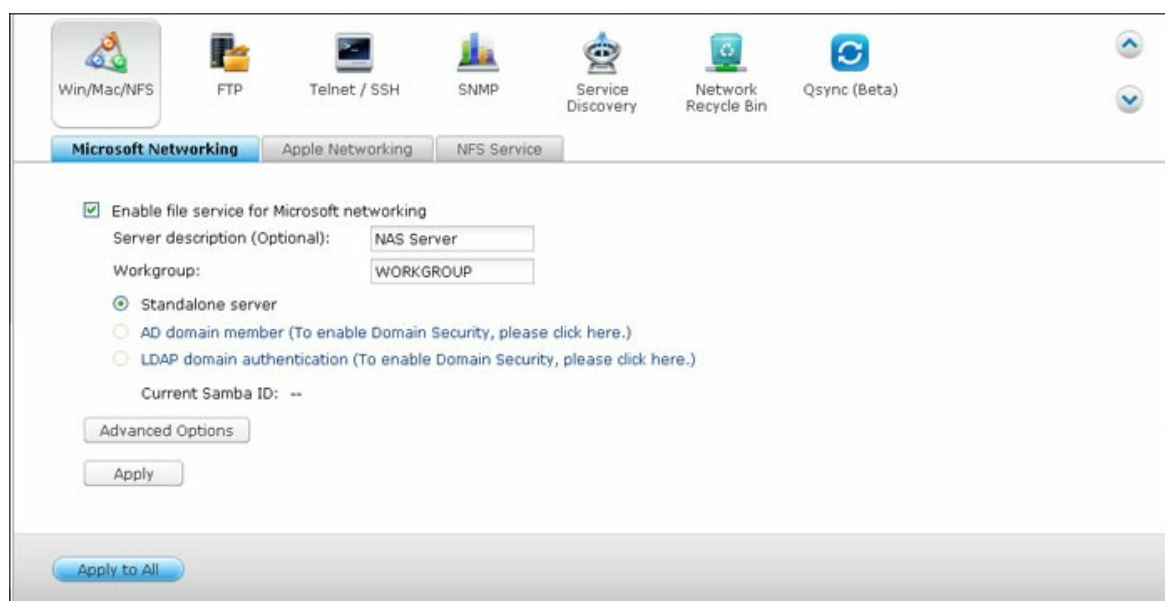 Win/Mac/NFS
FTP
Telnet / SSH
SNMP
Service
Discovery
Network
Recycle Bin
Qsync (Beta)
Microsoft Networking
Apple Networking
NFS Service
Enable file service for Microsoft networking
Server description (Optional): NAS Server
Workgroup: WORKGROUP
Standalone server
AD domain member (To enable Domain Security, please click here.)
LDAP domain authentication (To enable Domain Security, please click here.)
Current Samba ID: --
Advanced Options
Apply
Apply to All